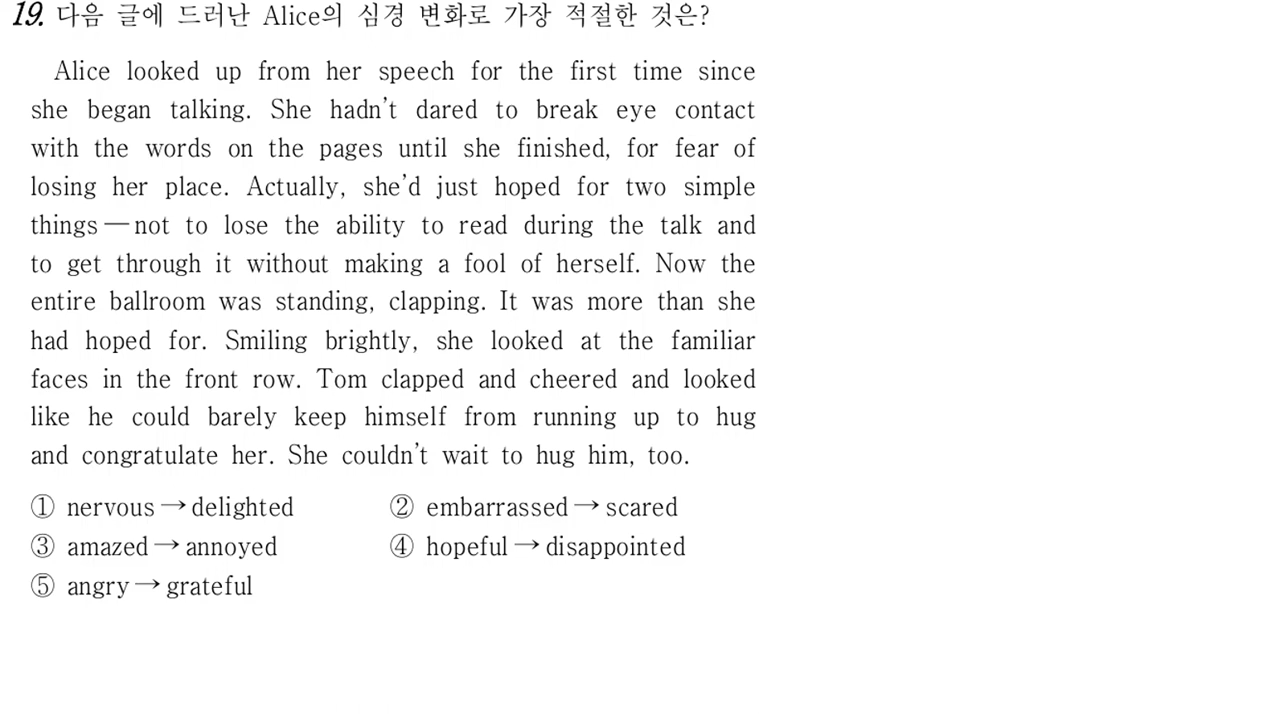 19. 다음 글에 드러난 Alice의 심경 변화로 가장 적절한 것은?
Alice looked up from her speech for the first time since
she began talking. She hadn't dared to break eye contact
with the words on the pages until she finished, for fear of
losing her place. Actually, she'd just hoped for two simple
things — not to lose the ability to read during the talk and
to get through it without making a fool of herself. Now the
entire ballroom was standing, clapping. It was more than she
had hoped for. Smiling brightly, she looked at the familiar
faces in the front row. Tom clapped and cheered and looked
like he could barely keep himself from running up to hug
and congratulate her. She couldn't wait to hug him, too.
① nervous → delighted ② embarrassed → scared
③ amazed → annoyed ④ hopeful → disappointed
⑤ angry → grateful